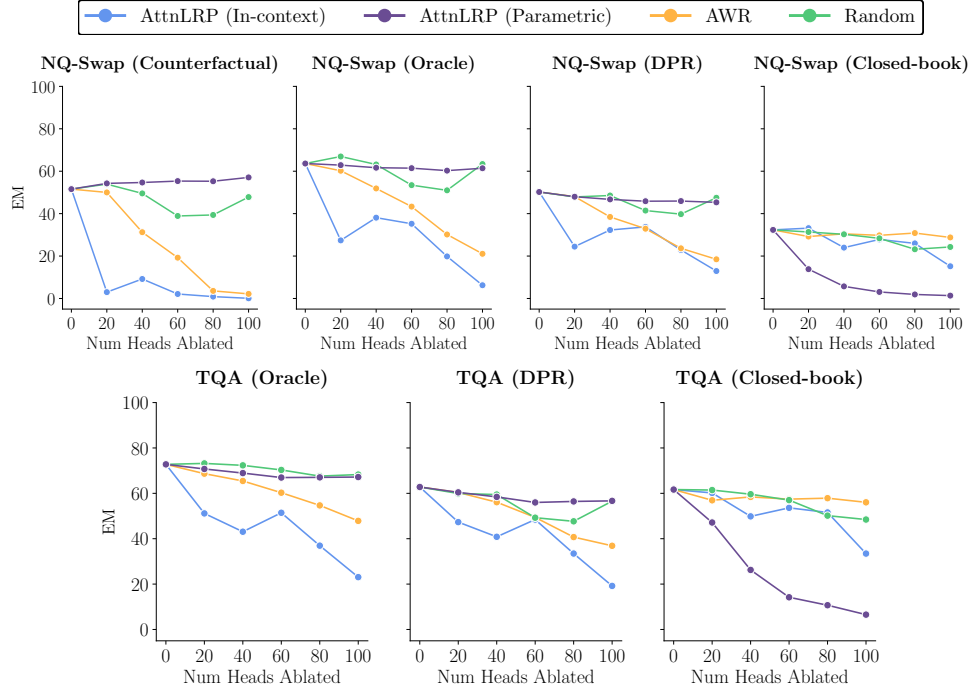 AttnLRP (In-context) AttnLRP (Parametric) AWR Random
NQ-Swap (Counterfactual) NQ-Swap (Oracle) NQ-Swap (DPR) NQ-Swap (Closed-book)
100
80
60
40
20
0
EM
0 20 40 60 80 100 0 20 40 60 80 100 0 20 40 60 80 100 0 20 40 60 80 100
Num Heads Ablated Num Heads Ablated Num Heads Ablated Num Heads Ablated
TQA (Oracle) TQA (DPR) TQA (Closed-book)
100
80
60
40
20
0
EM
0 20 40 60 80 100 0 20 40 60 80 100 0 20 40 60 80 100
Num Heads Ablated Num Heads Ablated Num Heads Ablated